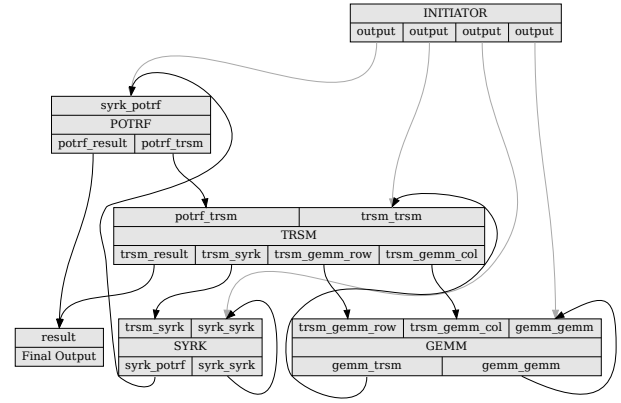 INITIATOR
output output output output
syrk_potrf
POTRF
potrf_result potrf_trsm
potrf_trsm trsm_trsm
TRSM
trsm_result trsm_syrk trsm_gemm_row trsm_gemm_col
result
Final Output
trsm_syrk syrk_syrk
SYRK
syrk_potrf syrk_syrk
trsm_gemm_row trsm_gemm_col gemm_gemm
GEMM
gemm_trsm gemm_gemm